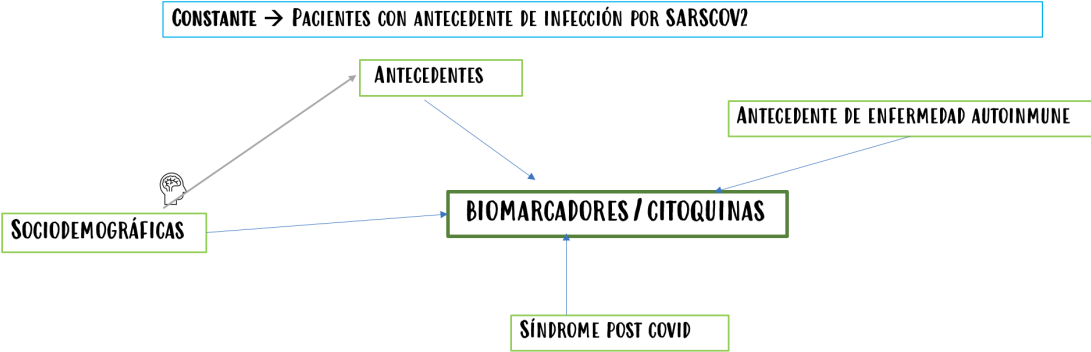 CONSTANTE → PACIENTES CON ANTECEDENTE DE INFECCIÓN POR SARSCOV2
ANTECEDENTES
ANTECEDENTE DE ENFERMEDAD AUTOINMUNE
SOCIODEMOGRÁFICAS
BIOMARCADORES / CITOQUINAS
SÍNDROME POST COVID